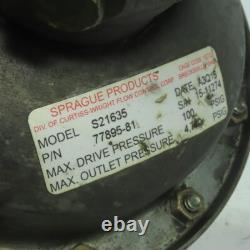 SPRAGUE PRODUCTS
DIV. OF CURTISS-WRIGHT FLOW CONTROL CORP.
MODEL S21635 DATE A3Q15
P/N 77895-81 S/N 15-11274
MAX. DRIVE PRESSURE 100 PSIG
MAX. OUTLET PRESSURE PSIG